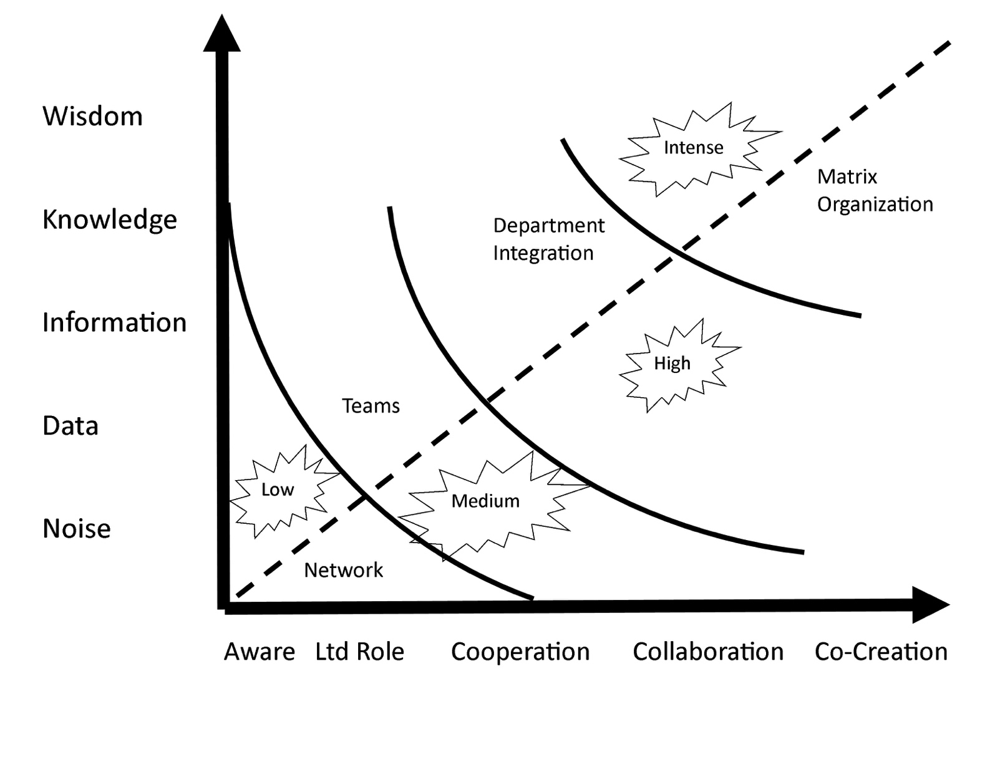 Wisdom
Intense
Matrix
Organization
Knowledge
Department
Integration
Information
High
Teams
Data
Low
Medium
Noise
Network
Aware
Ltd Role
Cooperation
Collaboration
Co-Creation